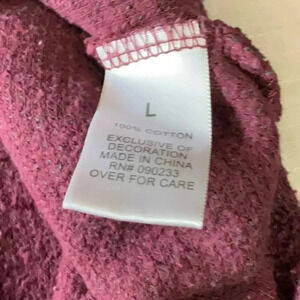 L
100% COTTON
EXCLUSIVE OF
DECORATION
MADE IN CHINA
RN# 090233
OVER FOR CARE